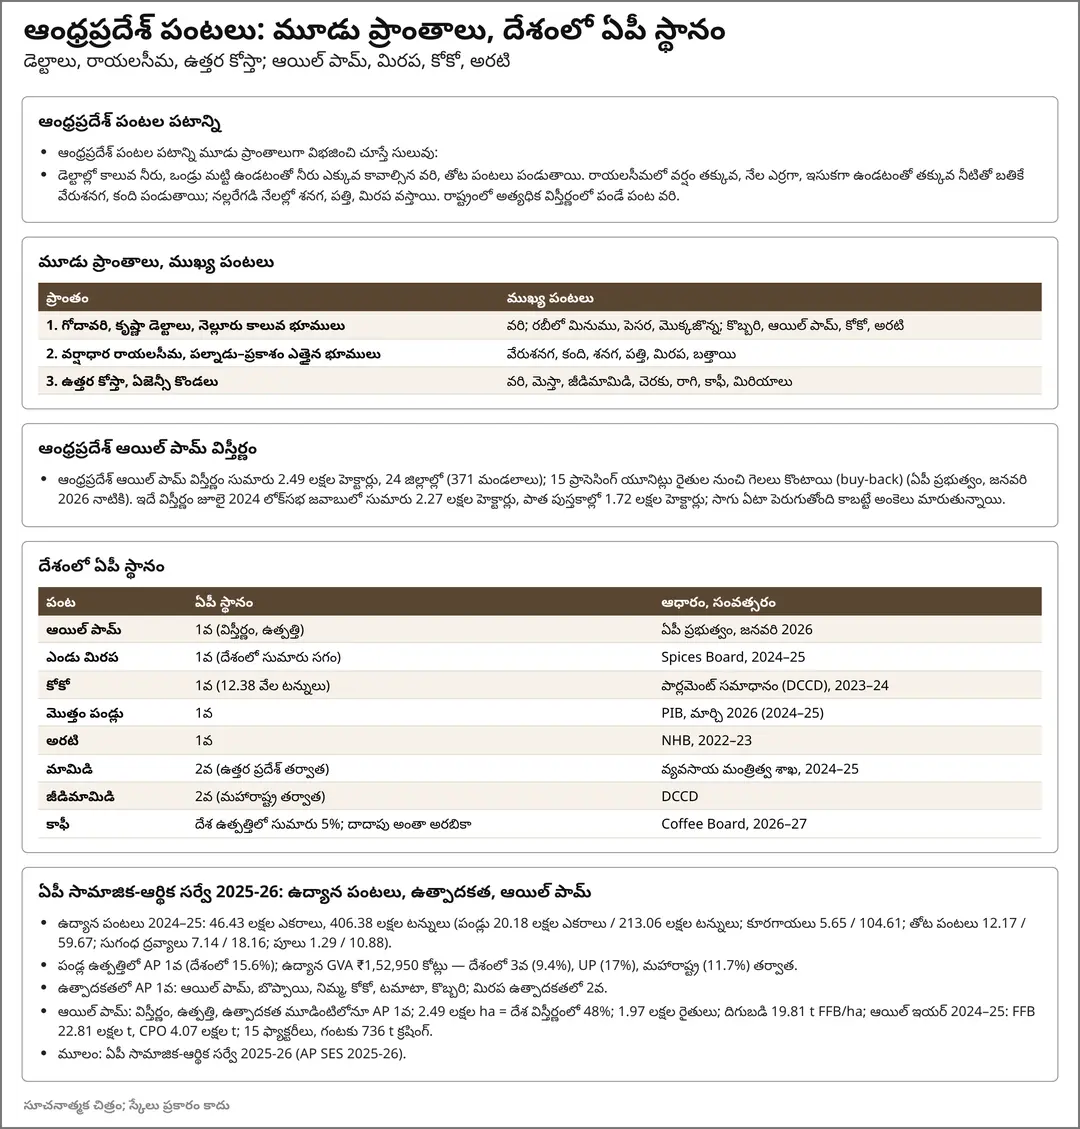 ఆంధ్రప్రదేశ్ పంటలు: మూడు ప్రాంతాలు, దేశంలో ఏపీ స్థానం
డెల్టాలు, రాయలసీమ, ఉత్తర కోస్తా; ఆయిల్ పామ్, మిరప, కోకో, అరటి
ఆంధ్రప్రదేశ్ పంటల పటాన్ని
• ఆంధ్రప్రదేశ్ పంటల పటాన్ని మూడు ప్రాంతాలుగా విభజించి చూస్తే సులువు:
• డెల్టాల్లో కాలువ నీరు, ఒండ్రు మట్టి ఉండటంతో నీరు ఎక్కువ కావాల్సిన వరి, తోట పంటలు పడుతాయి. రాయలసీమలో వర్షం తక్కువ, నేల ఎర్రగా, ఇసుకగా ఉండటంతో తక్కువ నీటితో బతికే
వేరుశనగ, కంది పండుతాయి; నల్లరేగడి నేలల్లో శనగ, పత్తి, మిరప వస్తాయి. రాష్ట్రంలో అత్యధిక విస్తీర్ణంలో పండే పంట వరి.
మూడు ప్రాంతాలు, ముఖ్య పంటలు
ప్రాంతం ముఖ్య పంటలు
1. గోదావరి, కృష్ణా డెల్టాలు, నెల్లూరు కాలువ భూములు వరి; రబీలో మినుము, పెసర, మొక్కజొన్న; కొబ్బరి, ఆయిల్ పామ్, కోకో, అరటి
2. వర్షాధార రాయలసీమ, పల్నాడు–ప్రకాశం ఎత్తైన భూములు వేరుశనగ, కంది, శనగ, పత్తి, మిరప, బత్తాయి
3. ఉత్తర కోస్తా, ఏజెన్సీ కొండలు వరి, మెస్తా, జీడిమామిడి, చెరకు, రాగి, కాఫీ, మిరియాలు
ఆంధ్రప్రదేశ్ ఆయిల్ పామ్ విస్తీర్ణం
• ఆంధ్రప్రదేశ్ ఆయిల్ పామ్ విస్తీర్ణం సుమారు 2.49 లక్షల హెక్టార్లు, 24 జిల్లాల్లో (371 మండలాలు); 15 ప్రాసెసింగ్ యూనిట్లు రైతుల నుంచి గెలలు కొంటాయి (buy-back) (ఏపీ ప్రభుత్వం, జనవరి
2026 నాటికి). ఇదే విస్తీర్ణం జూలై 2024 లోక్‌సభ జవాబులో సుమారు 2.27 లక్షల హెక్టార్లు, పాత పుస్తకాల్లో 1.72 లక్షల హెక్టార్లు; సాగు ఏటా పెరుగుతోంది కాబట్టే అంకెలు మారుతున్నాయి.
దేశంలో ఏపీ స్థానం
పంట ఏపీ స్థానం ఆధారం, సంవత్సరం
ఆయిల్ పామ్ 1వ (విస్తీర్ణం, ఉత్పత్తి) ఏపీ ప్రభుత్వం, జనవరి 2026
ఎండు మిరప 1వ (దేశంలో సుమారు సగం) Spices Board, 2024–25
కోకో 1వ (12.38 వేల టన్నులు) పార్లమెంట్ సమాధానం (DCCD), 2023–24
మొత్తం పండ్లు 1వ PIB, మార్చి 2026 (2024–25)
అరటి 1వ NHB, 2022–23
మామిడి 2వ (ఉత్తర ప్రదేశ్ తర్వాత) వ్యవసాయ మంత్రిత్వ శాఖ, 2024–25
జీడిమామిడి 2వ (మహారాష్ట్ర తర్వాత) DCCD
కాఫీ దేశ ఉత్పత్తిలో సుమారు 5%; దాదాపు అంతా అరబికా Coffee Board, 2026–27
ఏపీ సామాజిక-ఆర్థిక సర్వే 2025-26: ఉద్యాన పంటలు, ఉత్పాదకత, ఆయిల్ పామ్
• ఉద్యాన పంటలు 2024–25: 46.43 లక్షల ఎకరాలు, 406.38 లక్షల టన్నులు (పండ్లు 20.18 లక్షల ఎకరాలు / 213.06 లక్షల టన్నులు; కూరగాయలు 5.65 / 104.61; తోట పంటలు 12.17 /
59.67; సుగంధ ద్రవ్యాలు 7.14 / 18.16; పూలు 1.29 / 10.88).
• పండ్ల ఉత్పత్తిలో AP 1వ (దేశంలో 15.6%); ఉద్యాన GVA ₹1,52,950 కోట్లు — దేశంలో 3వ (9.4%), UP (17%), మహారాష్ట్ర (11.7%) తర్వాత.
• ఉత్పాదకతలో AP 1వ: ఆయిల్ పామ్, బొప్పాయి, నిమ్మ, కోకో, టమాటా, కొబ్బరి; మిరప ఉత్పాదకతలో 2వ.
• ఆయిల్ పామ్: విస్తీర్ణం, ఉత్పత్తి, ఉత్పాదకత మూడింటిలోనూ AP 1వ; 2.49 లక్షల ha = దేశ విస్తీర్ణంలో 48%; 1.97 లక్షల రైతులు; దిగుబడి 19.81 t FFB/ha; ఆయిల్ ఇయర్ 2024–25: FFB
22.81 లక్షల t, CPO 4.07 లక్షల t; 15 ఫ్యాక్టరీలు, గంటకు 736 t క్రషింగ్.
• మూలం: ఏపీ సామాజిక-ఆర్థిక సర్వే 2025-26 (AP SES 2025-26).
సూచనాత్మక చిత్రం; స్కేలు ప్రకారం కాదు